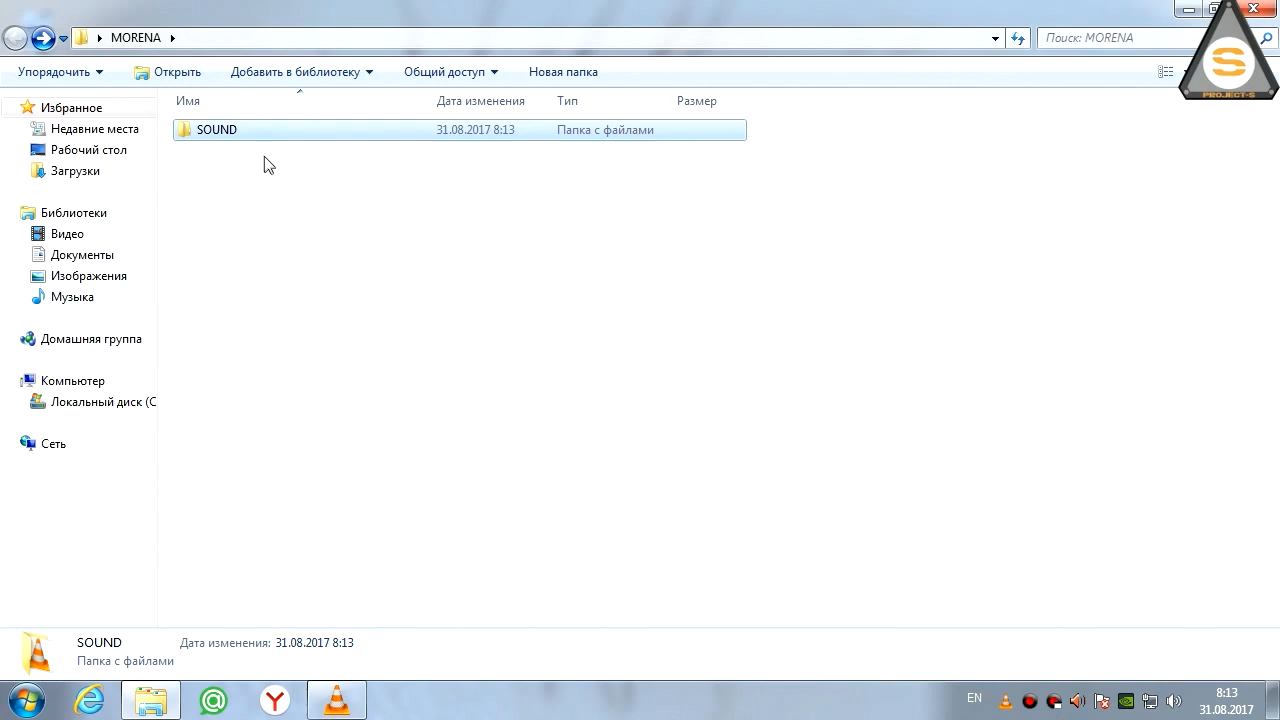 MORENA
Поиск: MORENA
Упорядочить
Открыть
Добавить в библиотеку
Общий доступ
Новая папка
S
PROJECT-S
Избранное
Недавние места
Рабочий стол
Загрузки
Библиотеки
Видео
Документы
Изображения
Музыка
Домашняя группа
Компьютер
Локальный диск (C
Сеть
Имя Дата изменения Тип Размер
SOUND 31.08.2017 8:13 Папка с файлами
SOUND Дата изменения: 31.08.2017 8:13
Папка с файлами
EN
8:13
31.08.2017